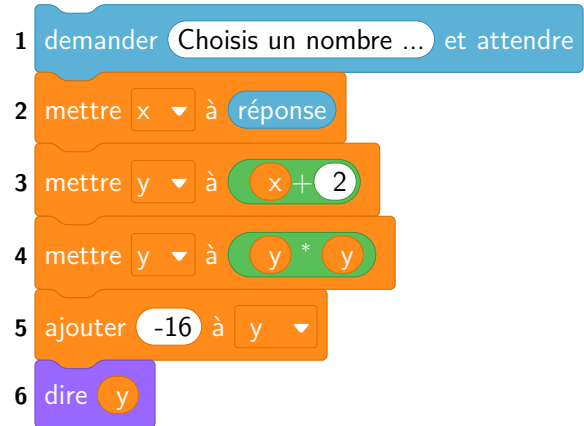 1 demander Choisis un nombre ... et attendre
2 mettre x à réponse
3 mettre y à x + 2
4 mettre y à y * y
5 ajouter -16 à y
6 dire y